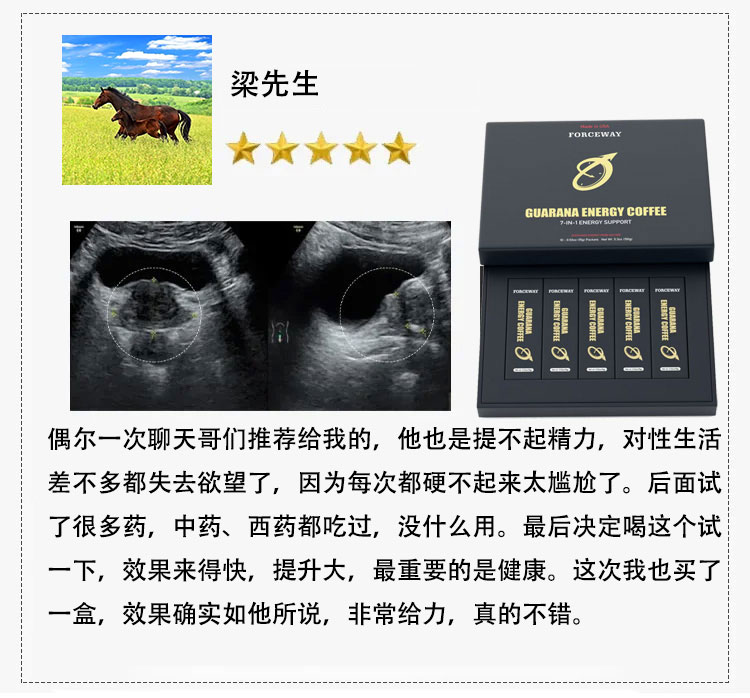 梁先生
Made in USA
FORCEWAY
GUARANA ENERGY COFFEE
7-IN-1 ENERGY SUPPORT
FORCEWAY FORCEWAY FORCEWAY FORCEWAY FORCEWAY
GUARANA ENERGY COFFEE GUARANA ENERGY COFFEE GUARANA ENERGY COFFEE GUARANA ENERGY COFFEE GUARANA ENERGY COFFEE
偶尔一次聊天哥们推荐给我的，他也是提不起精力，对性生活
差不多都失去欲望了，因为每次都硬不起来太尴尬了。后面试
了很多药，中药、西药都吃过，没什么用。最后决定喝这个试
一下，效果来得快，提升大，最重要的是健康。这次我也买了
一盒，效果确实如他所说，非常给力，真的不错。